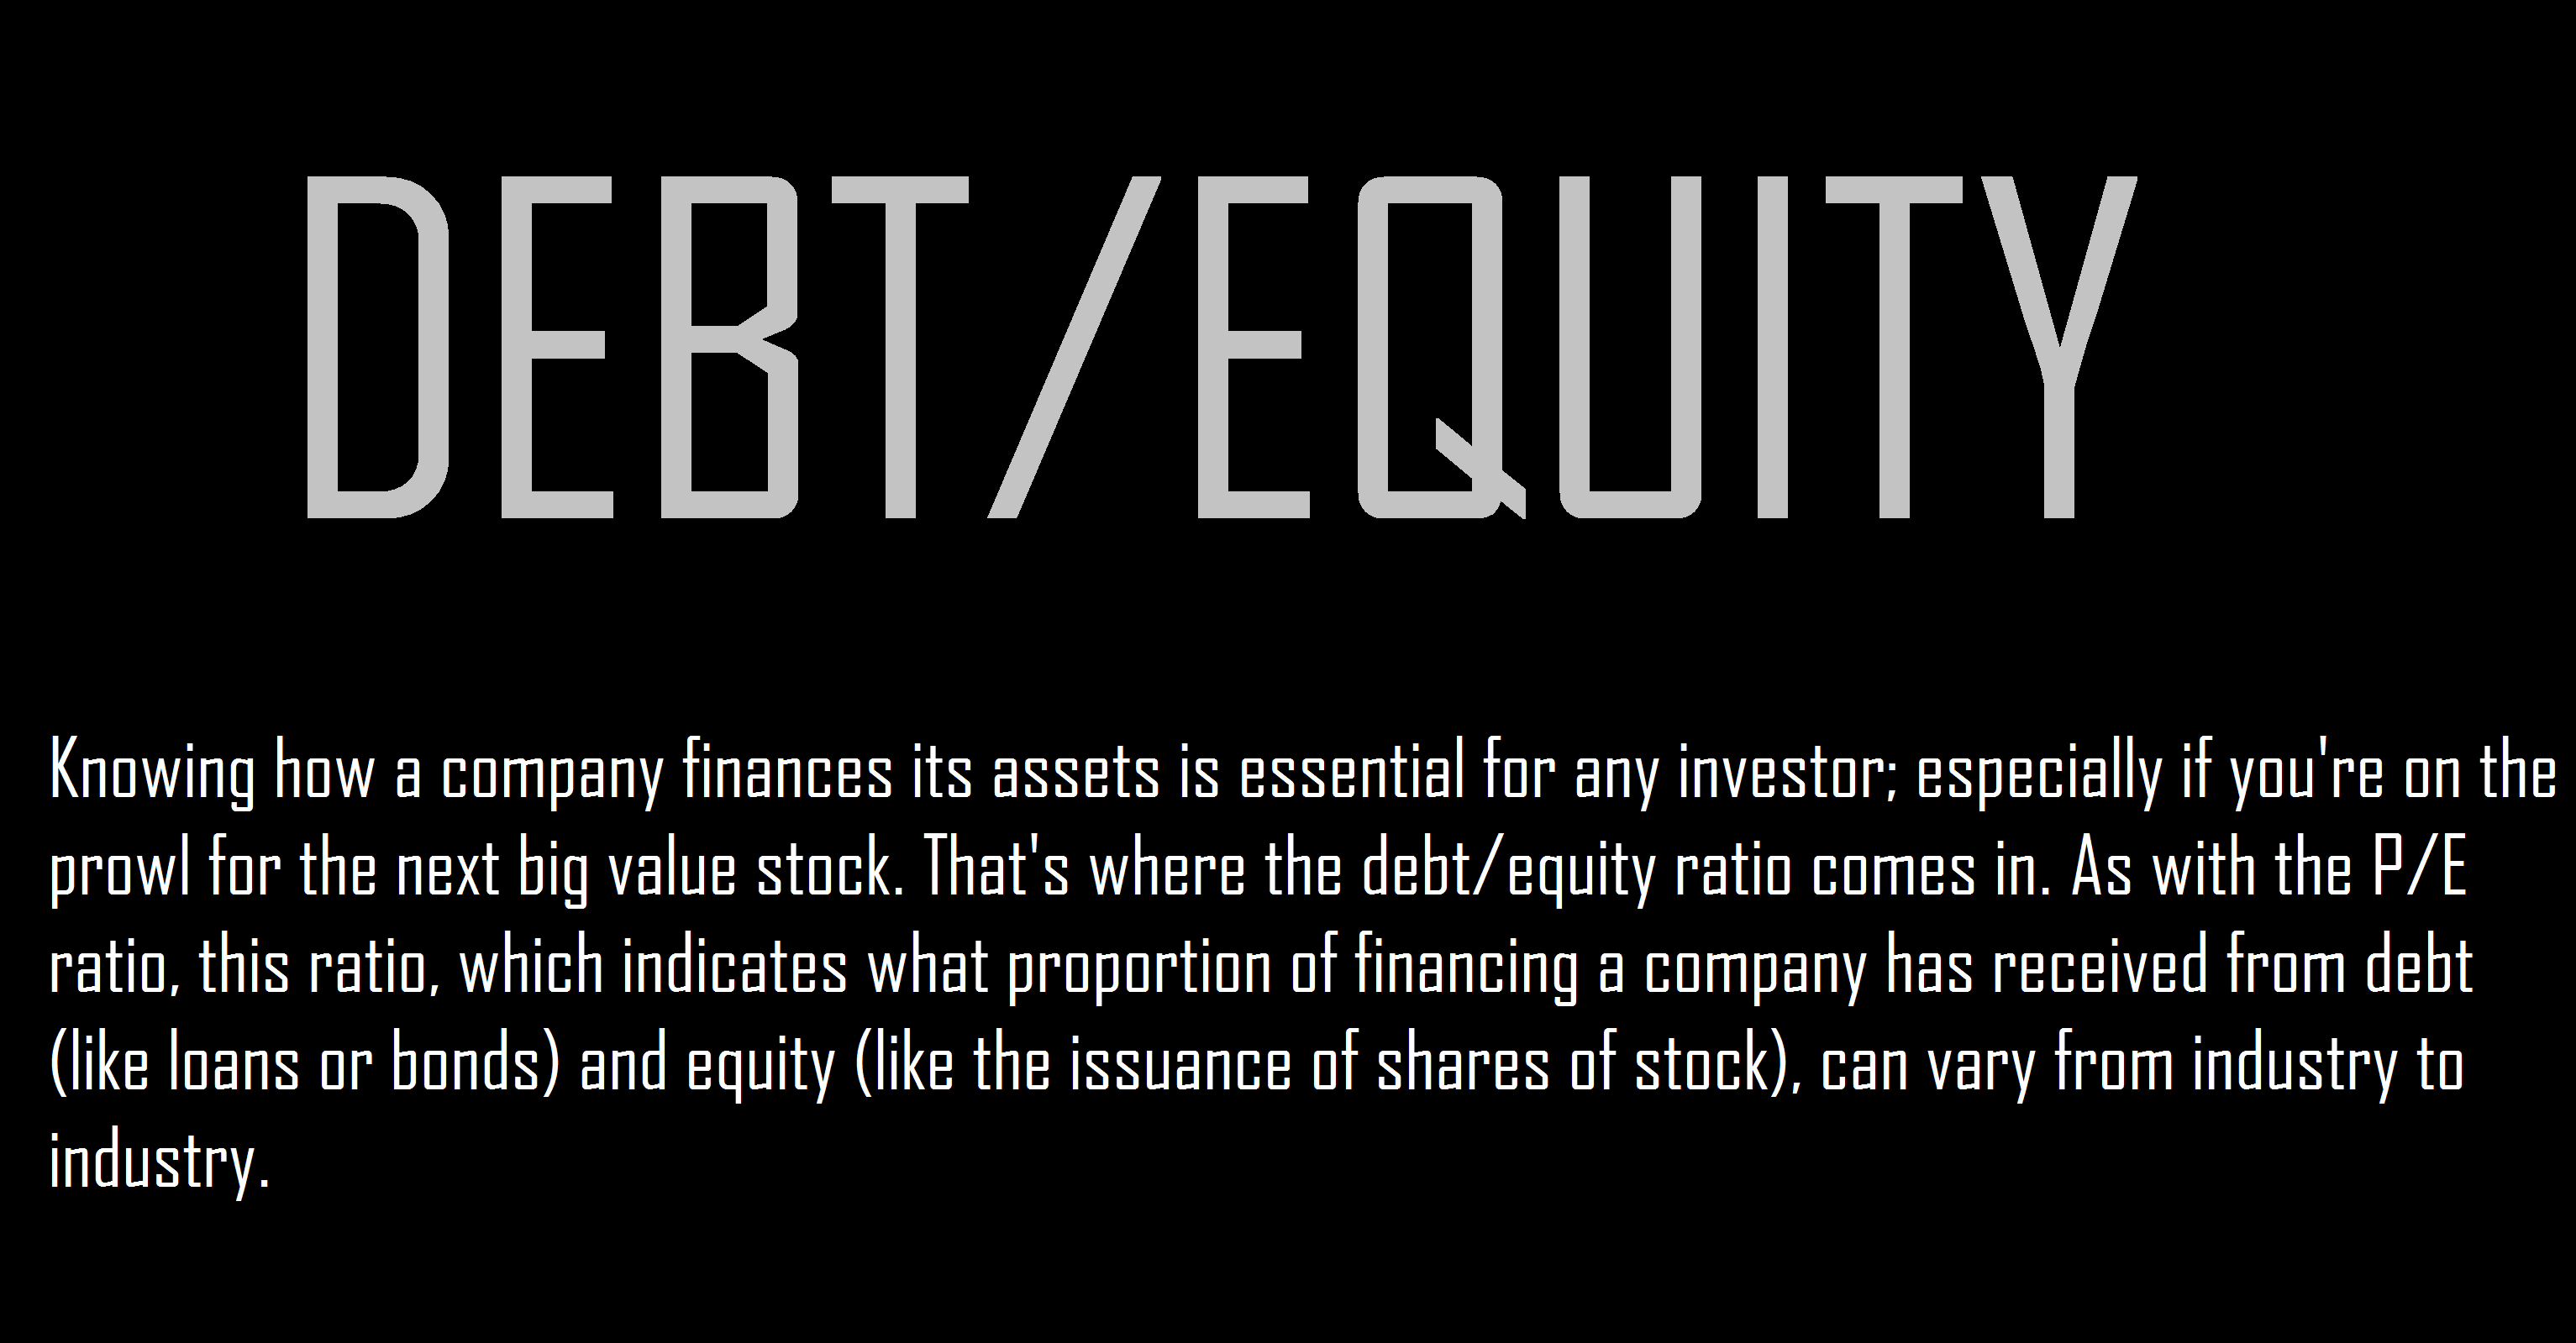 DEBT/EQUITY
Knowing how a company finances its assets is essential for any investor; especially if you're on the
prowl for the next big value stock. That's where the debt/equity ratio comes in. As with the P/E
ratio, this ratio, which indicates what proportion of financing a company has received from debt
(like loans or bonds) and equity (like the issuance of shares of stock), can vary from industry to
industry.